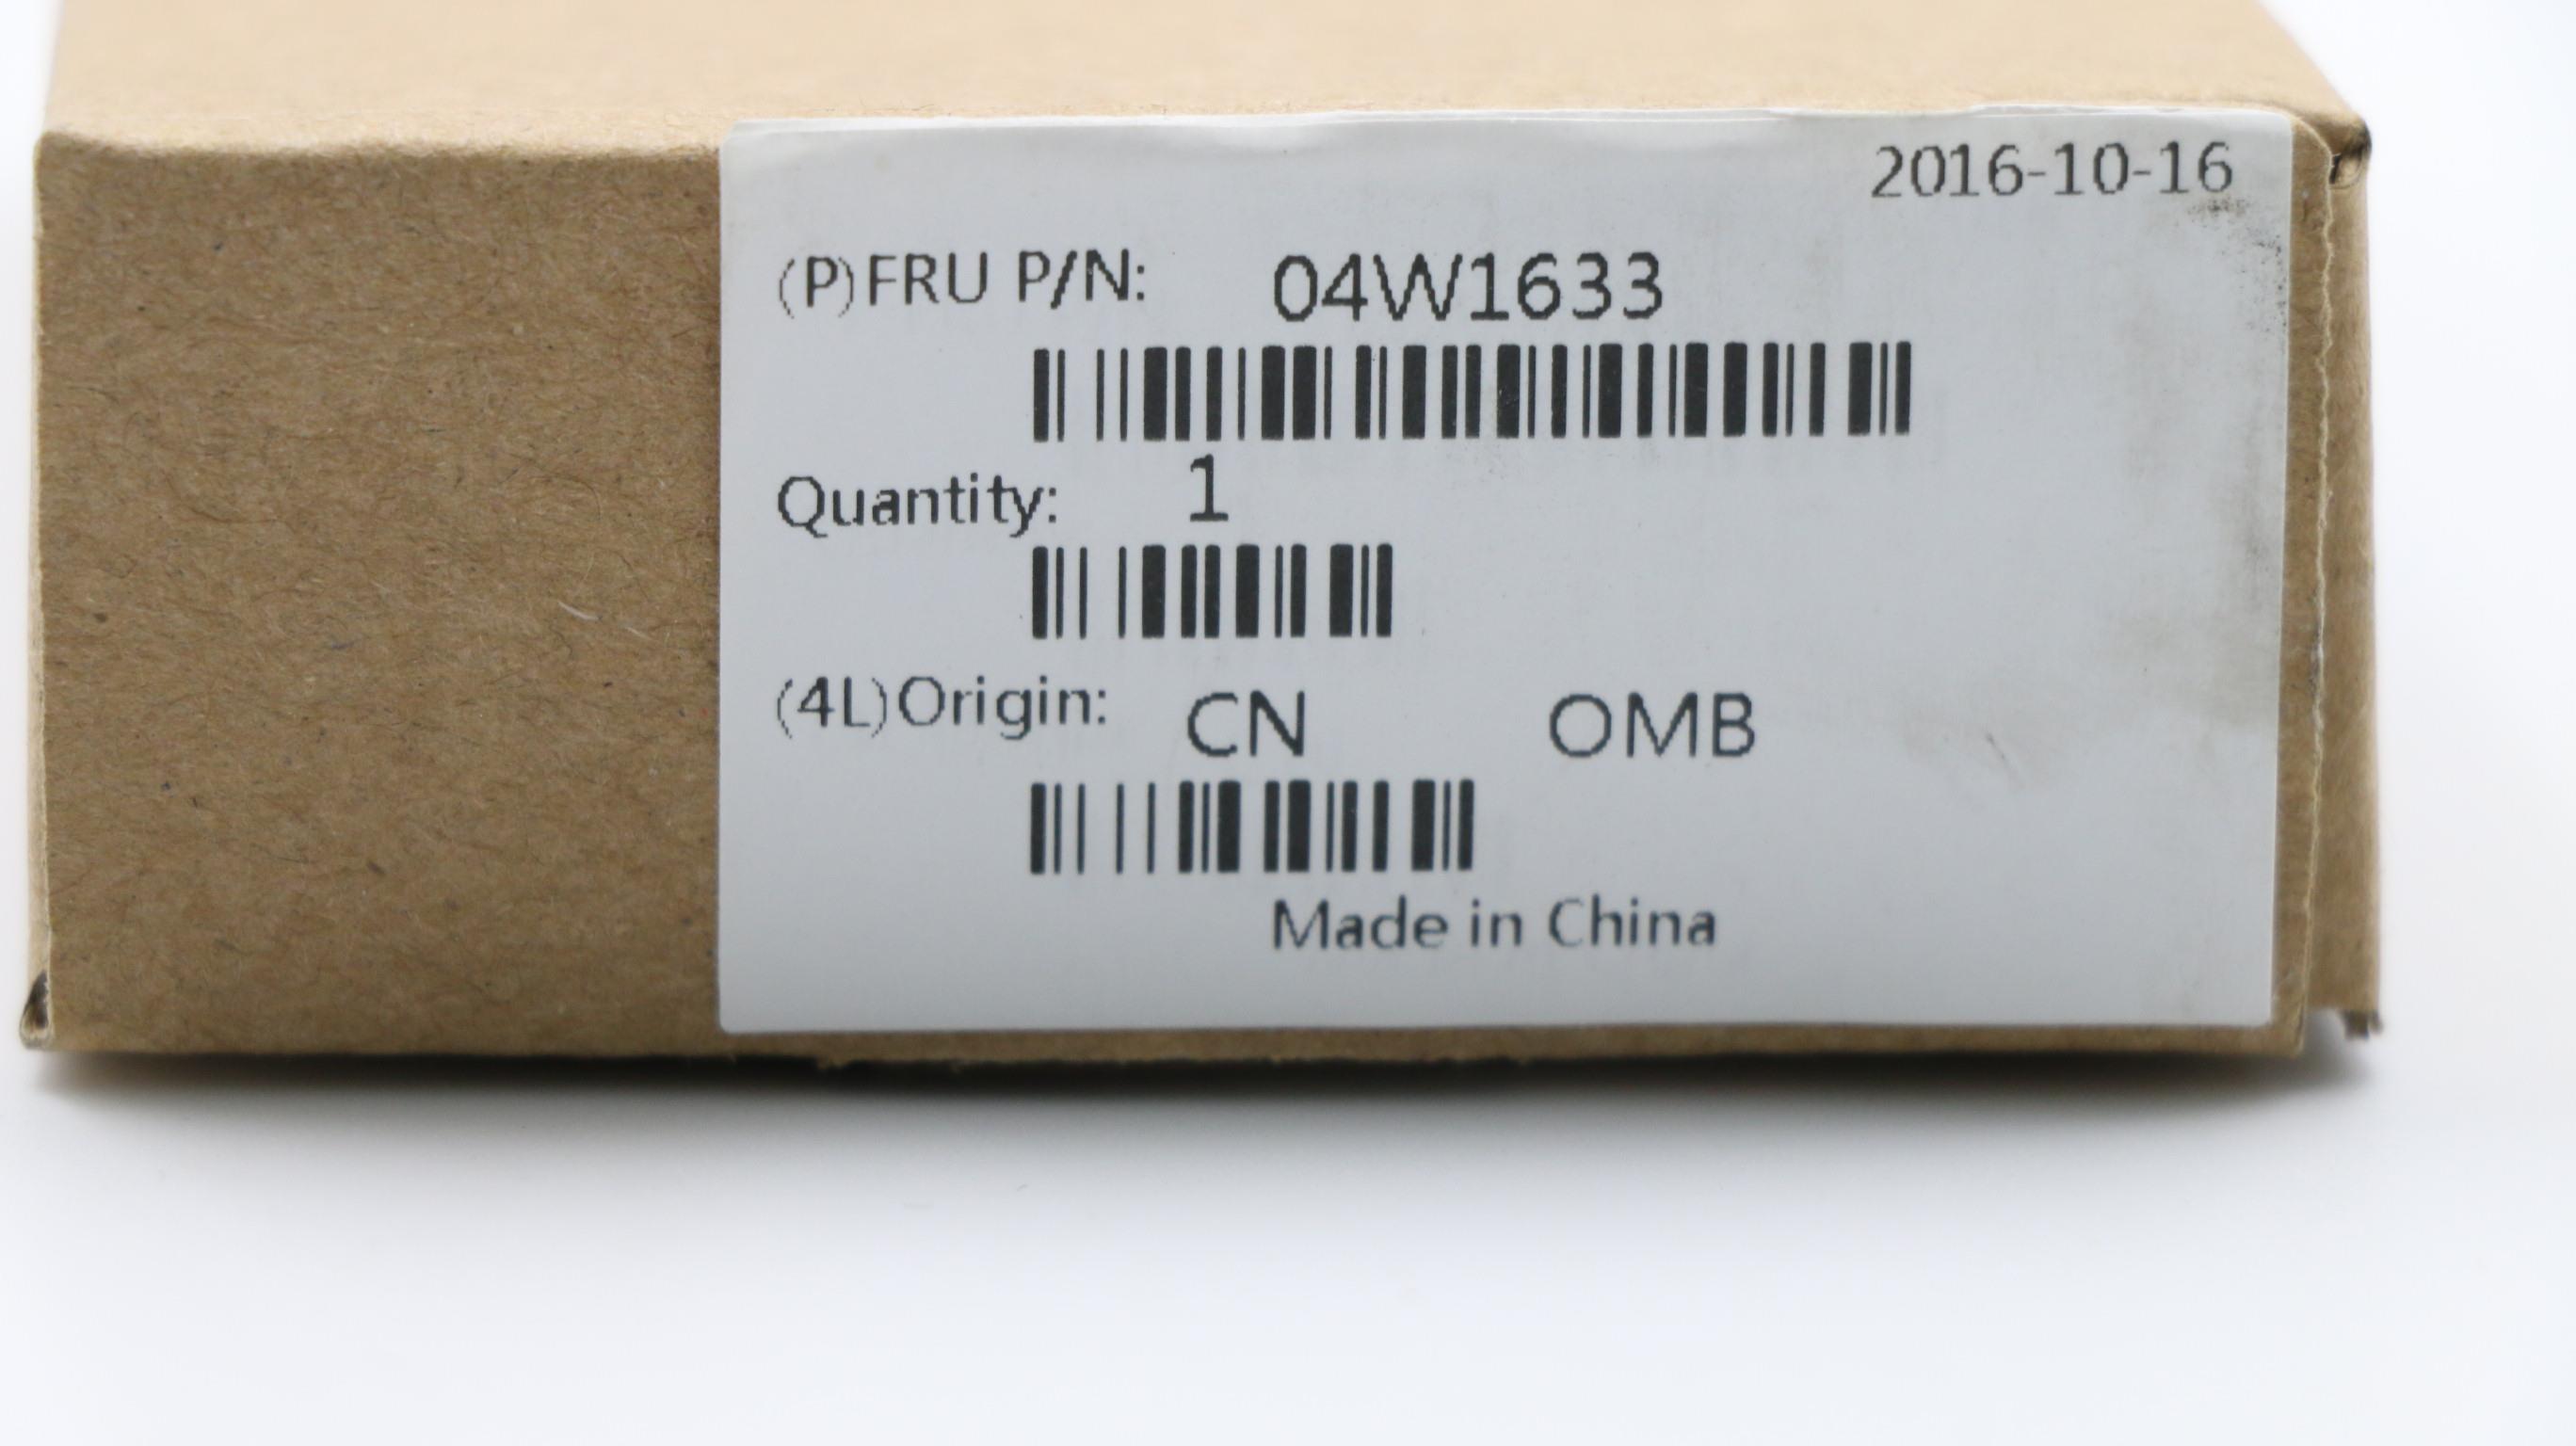 2016-10-16
(P)FRU P/N: 04W1633
Quantity: 1
(4L)Origin: CN OMB
Made in China